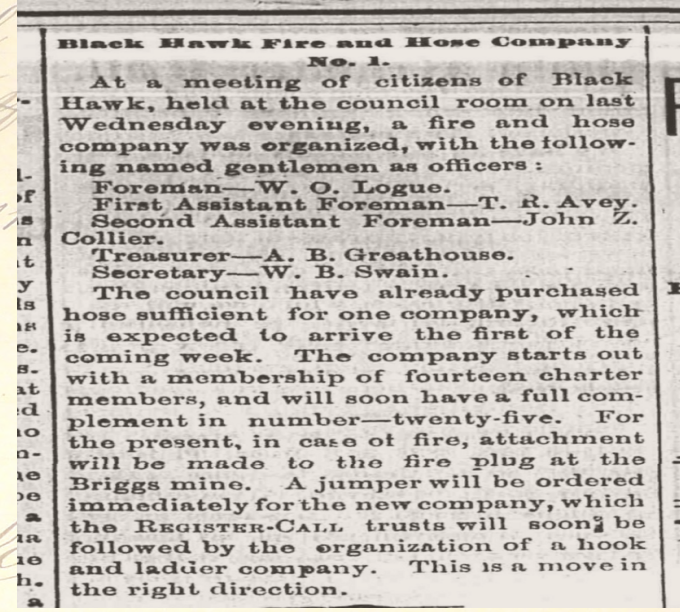 Black Hawk Fire and Hose Company
No. 1.
At a meeting of citizens of Black
Hawk, held at the council room on last
Wednesday evening, a fire and hose
company was organized, with the follow-
ing named gentlemen as officers:
Foreman—W. O. Logue.
First Assistant Foreman—T. R. Avey.
Second Assistant Foreman—John Z.
Collier.
Treasurer—A. B. Greathouse.
Secretary—W. B. Swain.
The council have already purchased
hose sufficient for one company, which
is expected to arrive the first of the
coming week. The company starts out
with a membership of fourteen charter
members, and will soon have a full com-
plement in number—twenty-five. For
the present, in case of fire, attachment
will be made to the fire plug at the
Briggs mine. A jumper will be ordered
immediately for the new company, which
the REGISTER-CALL trusts will soon be
followed by the organization of a hook
and ladder company. This is a move in
the right direction.